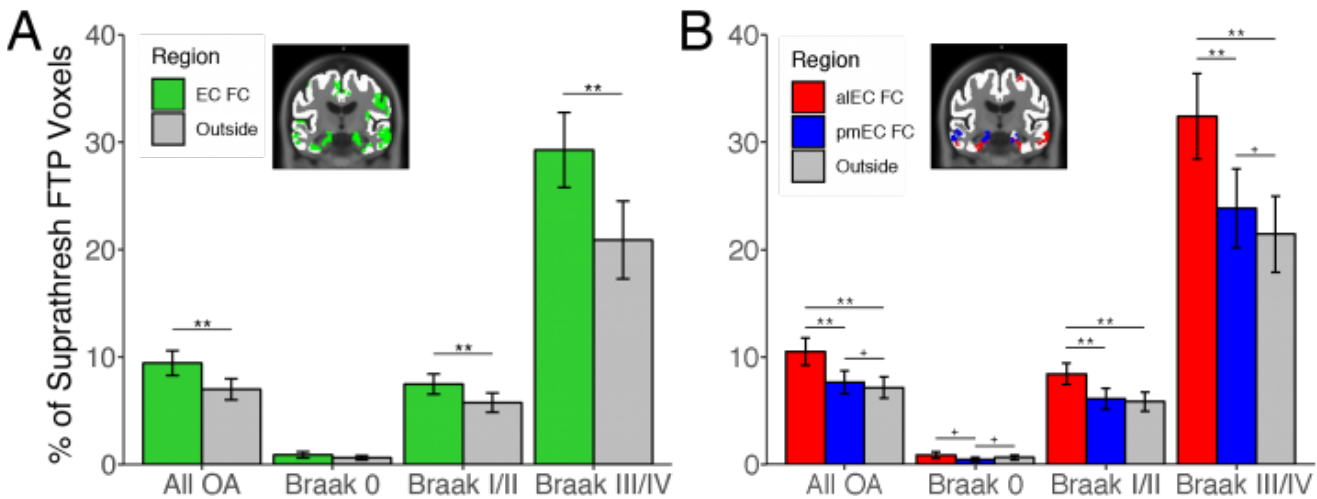 A
% of Suprathresh FTP Voxels
40
30
20
10
0
Region
EC FC
Outside
**
**
**
All OA
Braak 0
Braak I/II
Braak III/IV
B
40
30
20
10
0
Region
alEC FC
pmEC FC
Outside
**
**
+
+
+
**
**
**
**
+
All OA
Braak 0
Braak I/II
Braak III/IV